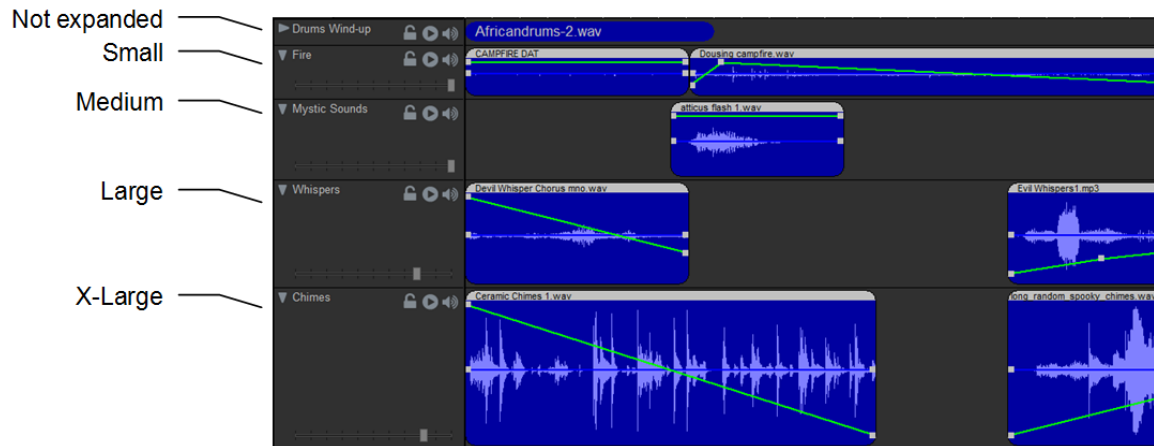 Not expanded
Drums Wind-up
Africandrums-2.wav
Small
Fire
CAMPFIRE DAT
Dousing campfire.wav
Medium
Mystic Sounds
atticus flash 1.wav
Large
Whispers
Devil Whisper Chorus mno.wav
Evil Whispers1.mp3
X-Large
Chimes
Ceramic Chimes 1.wav
long_random_spooky_chimes.wav